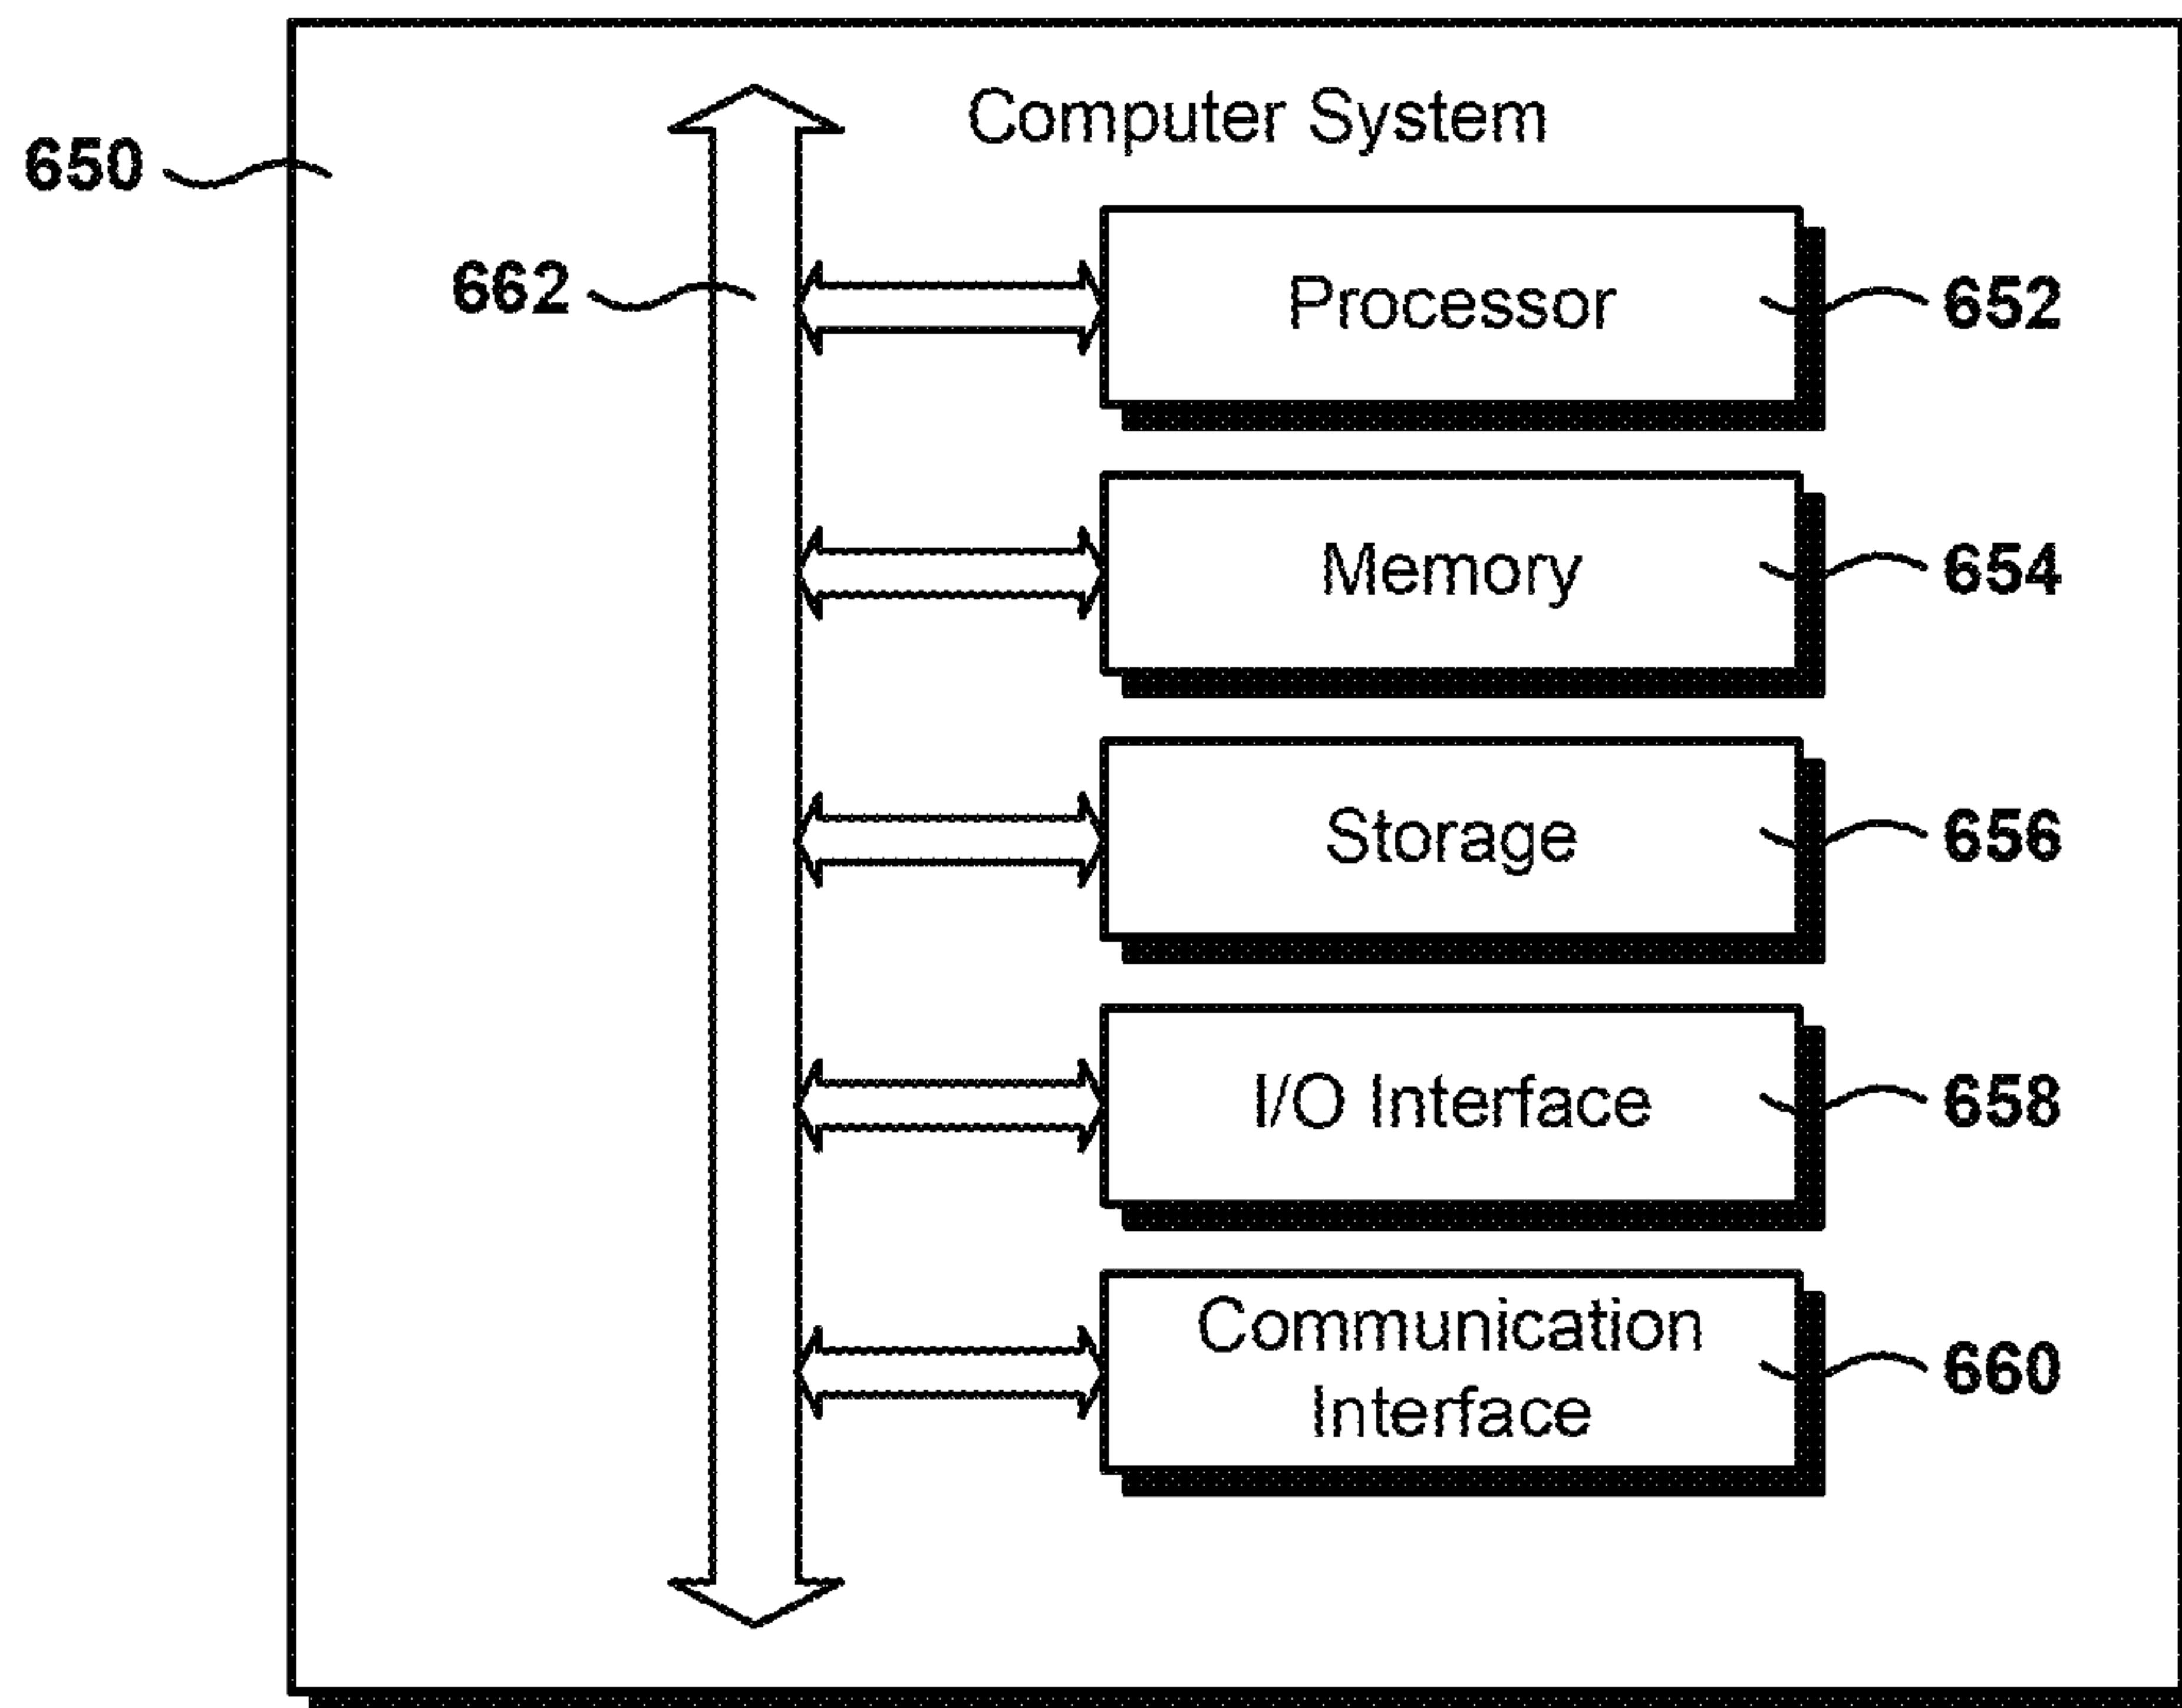 Computer System
650
662
Processor
652
Memory
654
Storage
656
I/O Interface
658
Communication
Interface
660